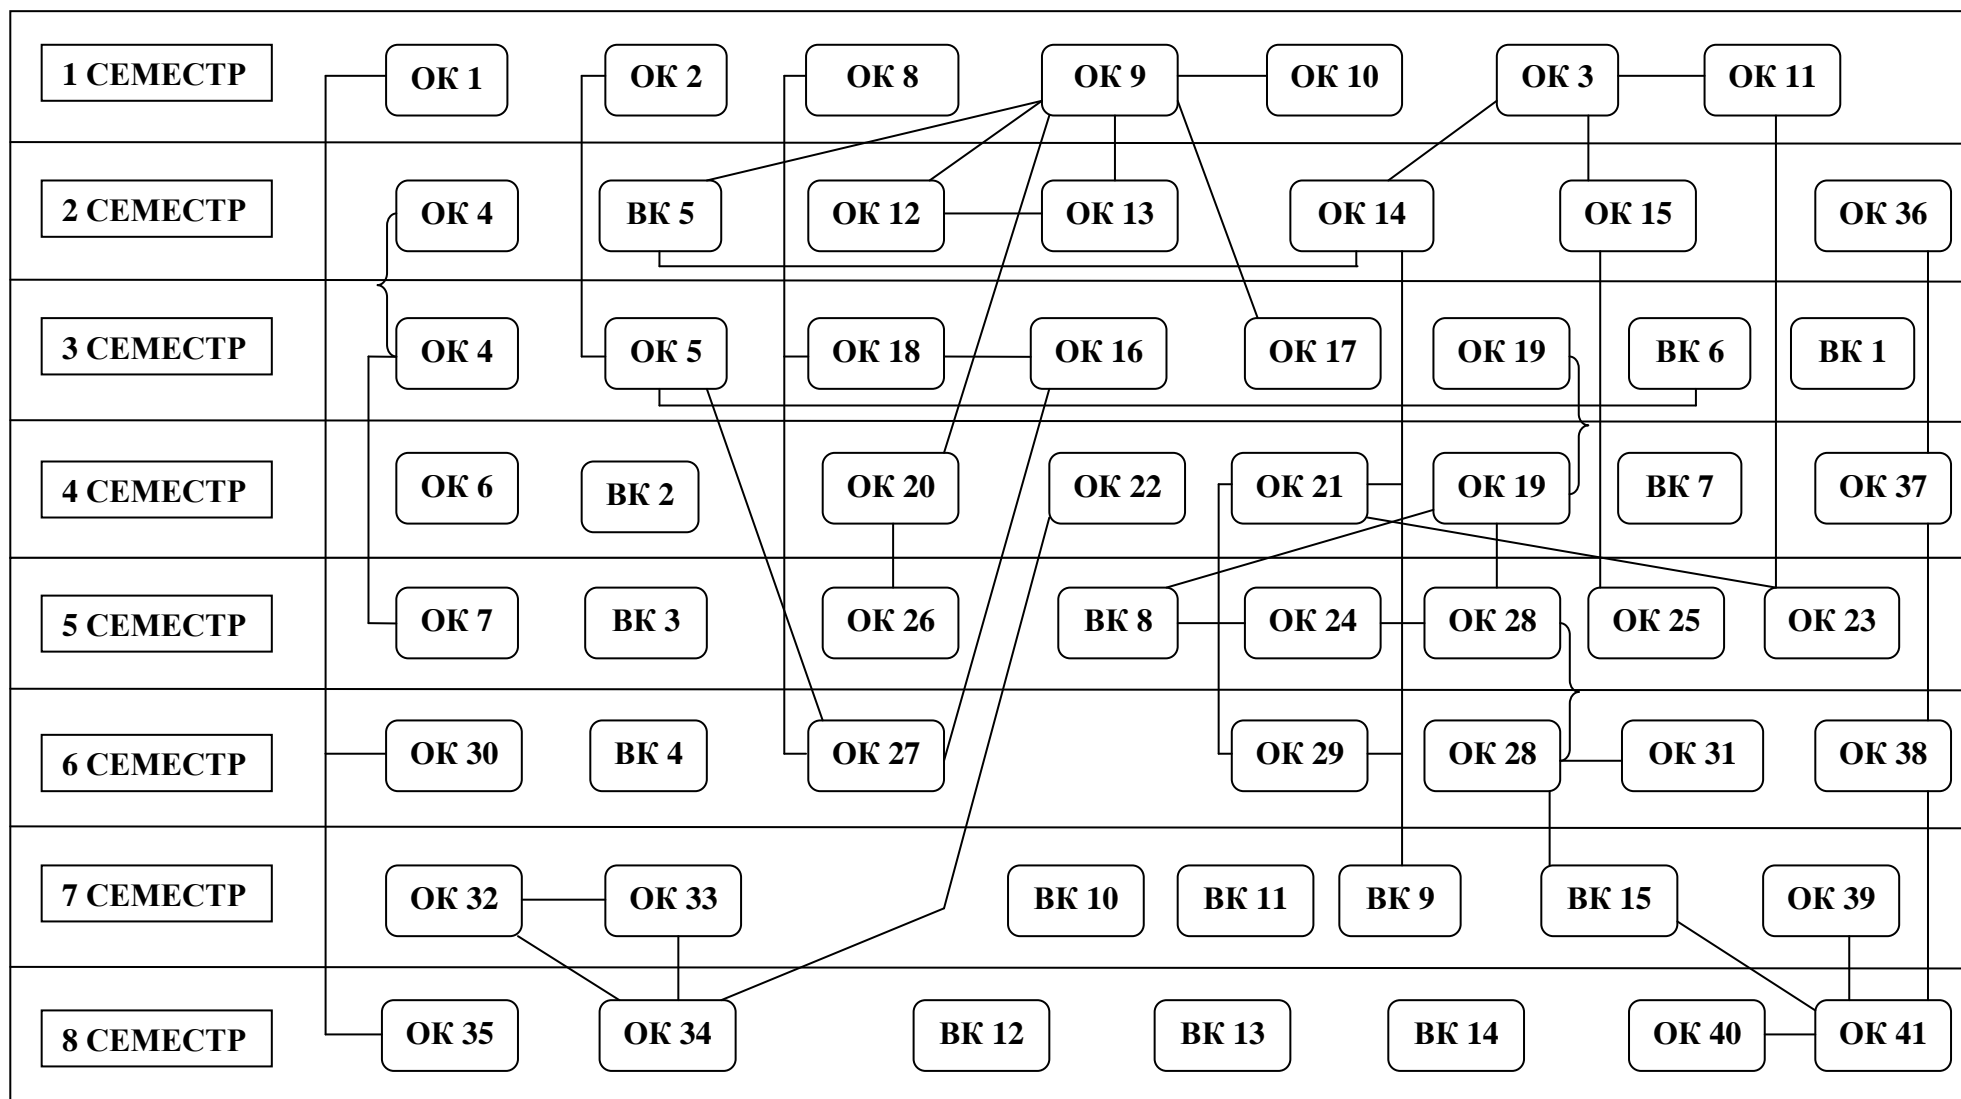 1 СЕМЕСТР ОК 1 ОК 2 ОК 8 ОК 9 ОК 10 ОК 3 ОК 11
2 СЕМЕСТР ОК 4 ВК 5 ОК 12 ОК 13 ОК 14 ОК 15 ОК 36
3 СЕМЕСТР ОК 4 ОК 5 ОК 18 ОК 16 ОК 17 ОК 19 ВК 6 ВК 1
4 СЕМЕСТР ОК 6 ВК 2 ОК 20 ОК 22 ОК 21 ОК 19 ВК 7 ОК 37
5 СЕМЕСТР ОК 7 ВК 3 ОК 26 ВК 8 ОК 24 ОК 28 ОК 25 ОК 23
6 СЕМЕСТР ОК 30 ВК 4 ОК 27 ОК 29 ОК 28 ОК 31 ОК 38
7 СЕМЕСТР ОК 32 ОК 33 ВК 10 ВК 11 ВК 9 ВК 15 ОК 39
8 СЕМЕСТР ОК 35 ОК 34 ВК 12 ВК 13 ВК 14 ОК 40 ОК 41